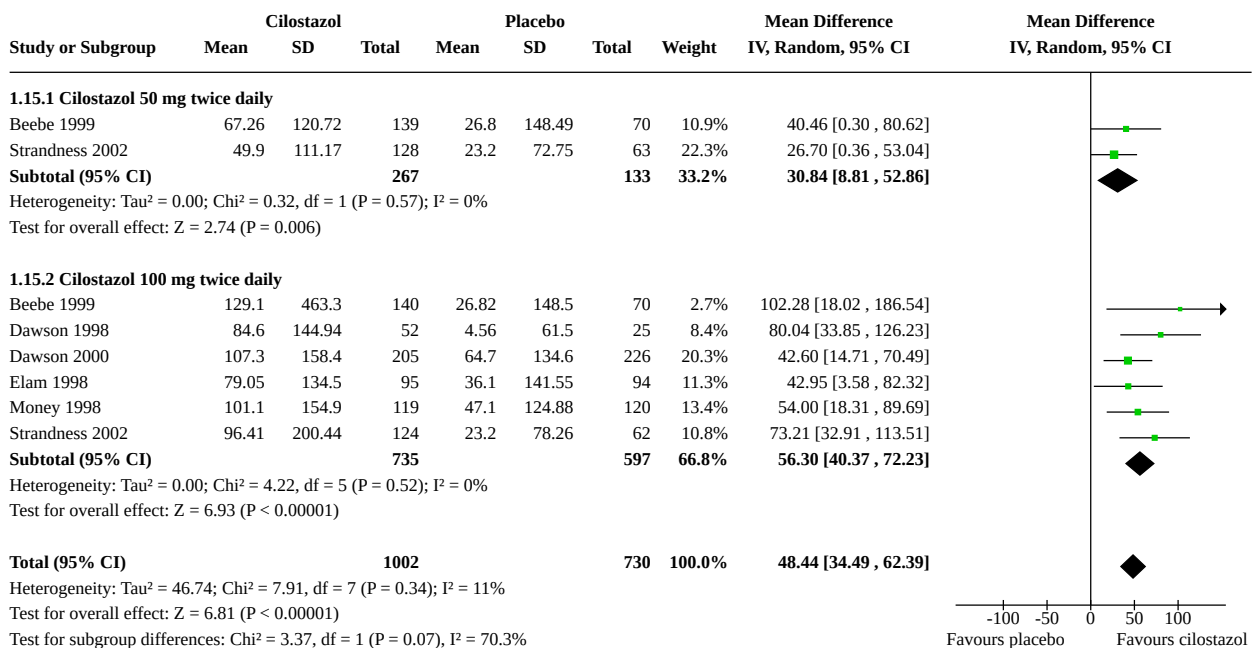 Cilostazol Placebo Mean Difference Mean Difference
Study or Subgroup Mean SD Total Mean SD Total Weight IV, Random, 95% CI IV, Random, 95% CI
1.15.1 Cilostazol 50 mg twice daily
Beebe 1999 67.26 120.72 139 26.8 148.49 70 10.9% 40.46 [0.30 , 80.62]
Strandness 2002 49.9 111.17 128 23.2 72.75 63 22.3% 26.70 [0.36 , 53.04]
Subtotal (95% CI) 267 133 33.2% 30.84 [8.81 , 52.86]
Heterogeneity: Tau² = 0.00; Chi² = 0.32, df = 1 (P = 0.57); I² = 0%
Test for overall effect: Z = 2.74 (P = 0.006)
1.15.2 Cilostazol 100 mg twice daily
Beebe 1999 129.1 463.3 140 26.82 148.5 70 2.7% 102.28 [18.02 , 186.54]
Dawson 1998 84.6 144.94 52 4.56 61.5 25 8.4% 80.04 [33.85 , 126.23]
Dawson 2000 107.3 158.4 205 64.7 134.6 226 20.3% 42.60 [14.71 , 70.49]
Elam 1998 79.05 134.5 95 36.1 141.55 94 11.3% 42.95 [3.58 , 82.32]
Money 1998 101.1 154.9 119 47.1 124.88 120 13.4% 54.00 [18.31 , 89.69]
Strandness 2002 96.41 200.44 124 23.2 78.26 62 10.8% 73.21 [32.91 , 113.51]
Subtotal (95% CI) 735 597 66.8% 56.30 [40.37 , 72.23]
Heterogeneity: Tau² = 0.00; Chi² = 4.22, df = 5 (P = 0.52); I² = 0%
Test for overall effect: Z = 6.93 (P < 0.00001)
Total (95% CI) 1002 730 100.0% 48.44 [34.49 , 62.39]
Heterogeneity: Tau² = 46.74; Chi² = 7.91, df = 7 (P = 0.34); I² = 11%
Test for overall effect: Z = 6.81 (P < 0.00001)
-100 -50 0 50 100
Test for subgroup differences: Chi² = 3.37, df = 1 (P = 0.07), I² = 70.3% Favours placebo Favours cilostazol